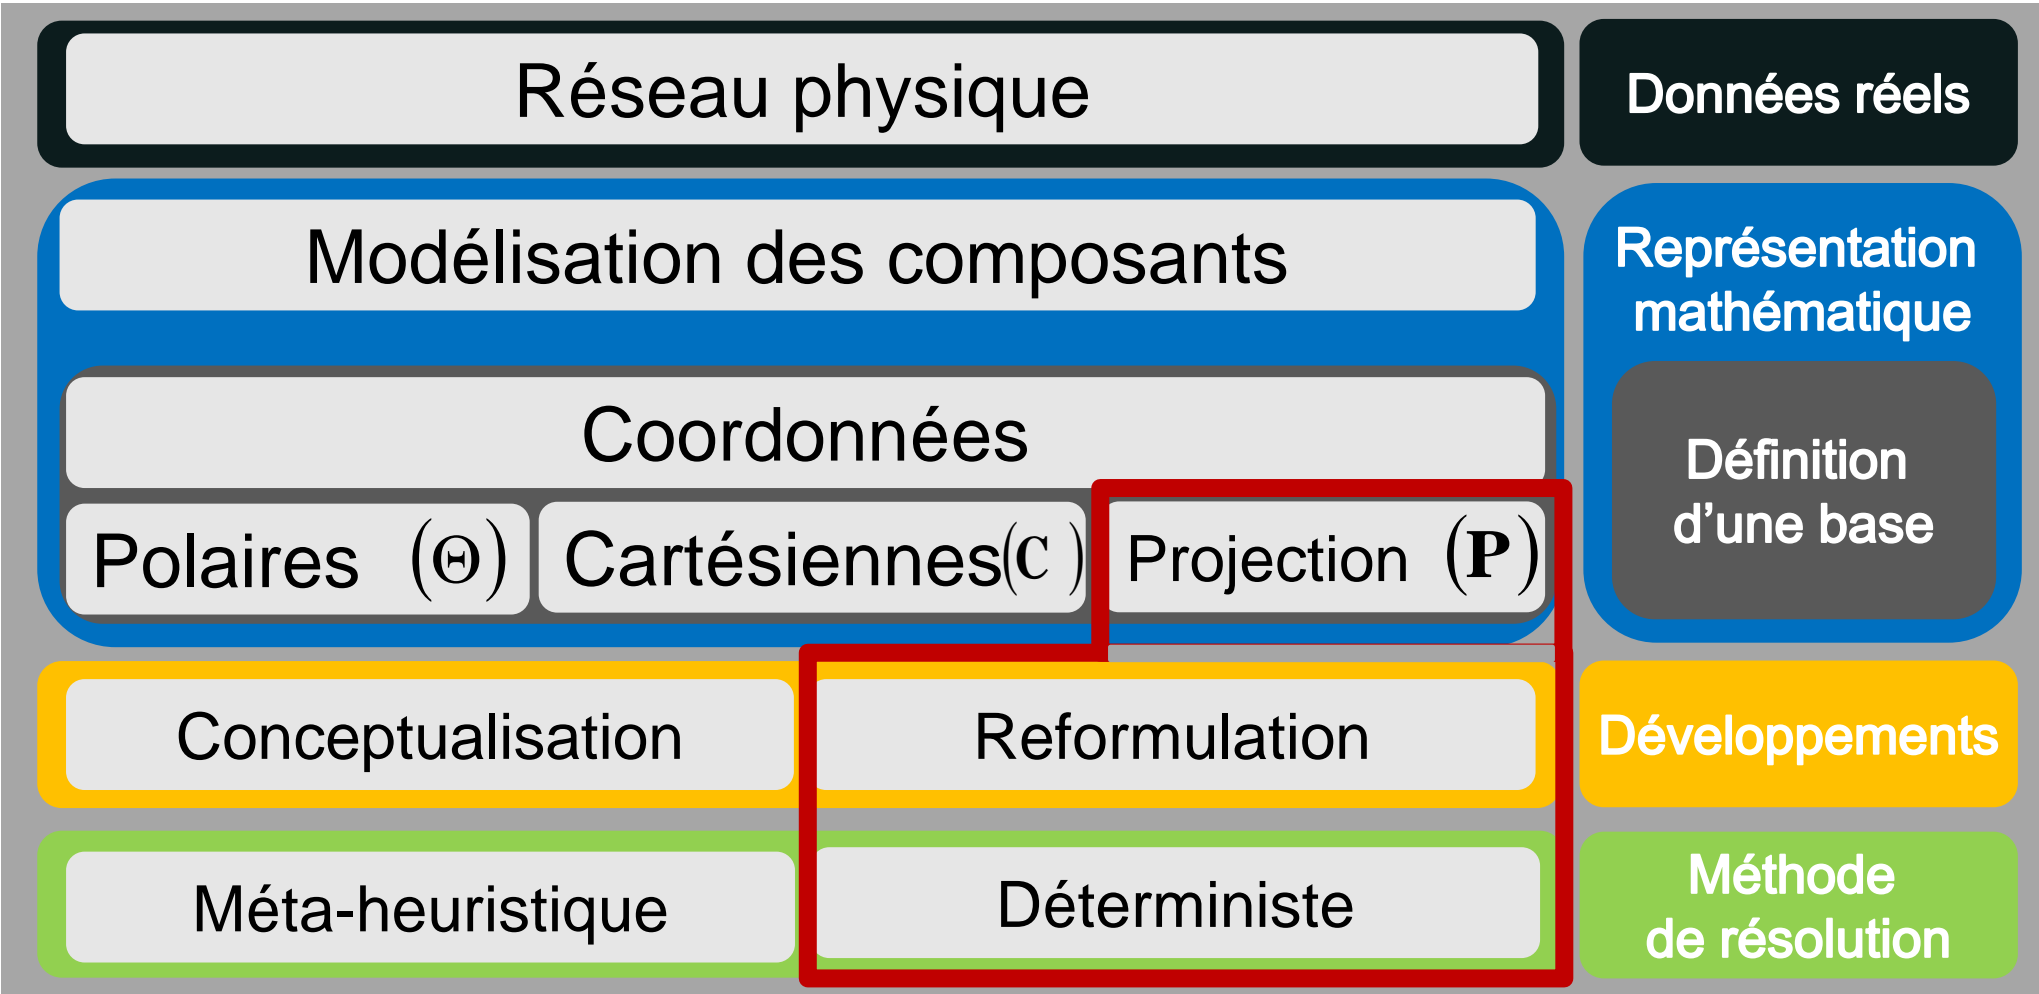 Réseau physique
Données réels
Modélisation des composants
Représentation
mathématique
Coordonnées
Définition
d’une base
Polaires (Θ)
Cartésiennes(C )
Projection (P)
Conceptualisation
Reformulation
Développements
Méta-heuristique
Déterministe
Méthode
de résolution